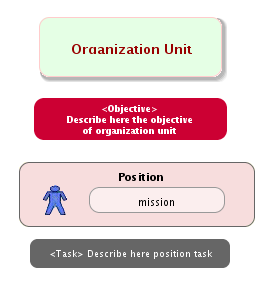 Organization Unit
<Objective>
Describe here the objective
of organization unit
Position
mission
<Task> Describe here position task